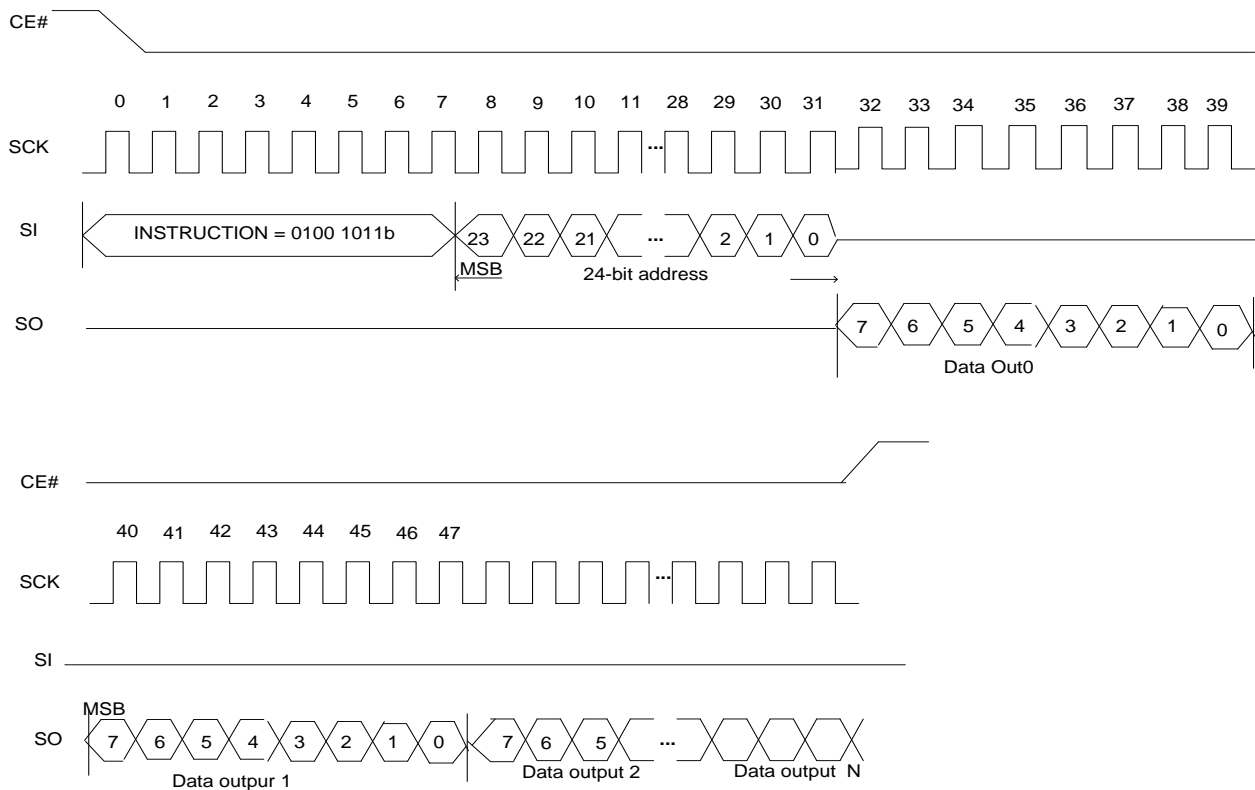 CE#
0 1 2 3 4 5 6 7 8 9 10 11 28 29 30 31 32 33 34 35 36 37 38 39
SCK
...
SI
INSTRUCTION = 0100 1011b
23 22 21 ... 2 1 0
MSB
24-bit address
SO
7 6 5 4 3 2 1 0
Data Out0
CE#
40 41 42 43 44 45 46 47
SCK
...
SI
MSB
SO
7 6 5 4 3 2 1 0 7 6 5 ...
Data outpur 1
Data output 2
Data output N